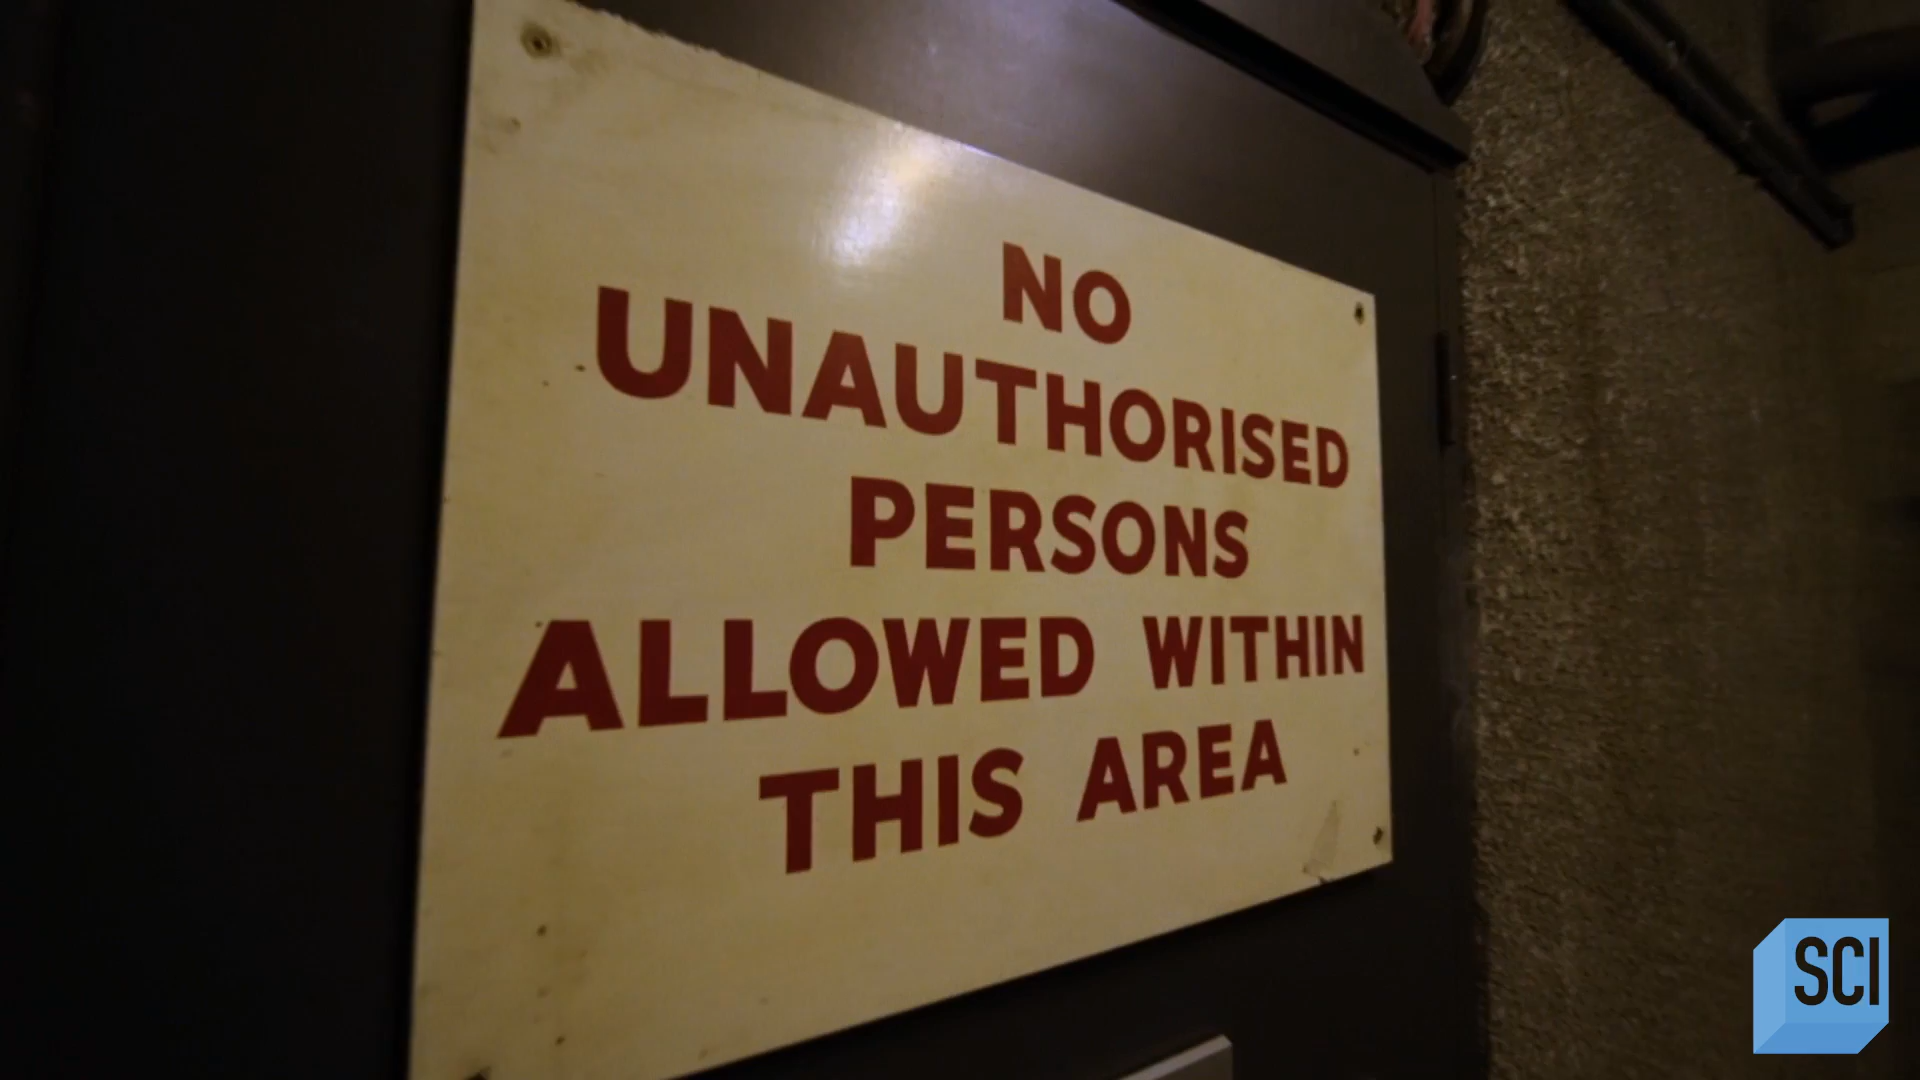 NO
UNAUTHORISED
PERSONS
ALLOWED WITHIN
THIS AREA
SCI